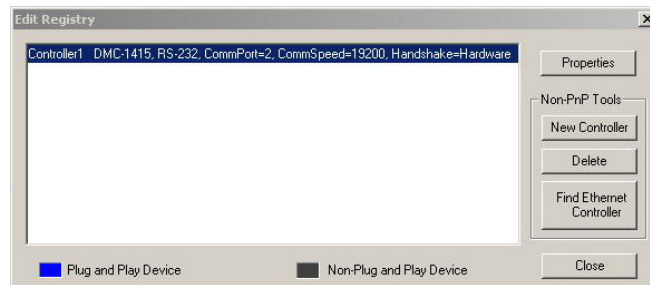 Edit Registry
Controller1 DMC-1415, RS-232, CommPort=2, CommSpeed=19200, Handshake=Hardware
Properties
Non-PnP Tools
New Controller
Delete
Find Ethernet
Controller
Plug and Play Device
Non-Plug and Play Device
Close